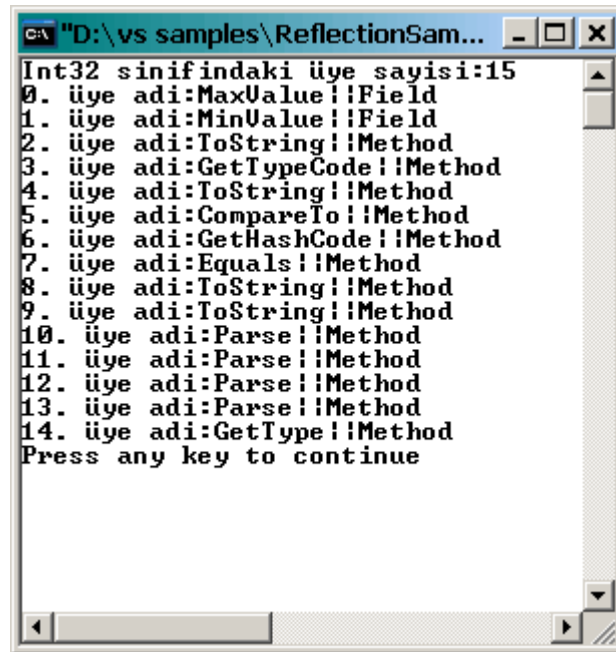 "D:\vs samples\ReflectionSam...
Int32 sinifindaki üye sayisi:15
0. üye adi:MaxValue||Field
1. üye adi:MinValue||Field
2. üye adi:ToString||Method
3. üye adi:GetTypeCode||Method
4. üye adi:ToString||Method
5. üye adi:CompareTo||Method
6. üye adi:GetHashCode||Method
7. üye adi:Equals||Method
8. üye adi:ToString||Method
9. üye adi:ToString||Method
10. üye adi:Parse||Method
11. üye adi:Parse||Method
12. üye adi:Parse||Method
13. üye adi:Parse||Method
14. üye adi:GetType||Method
Press any key to continue